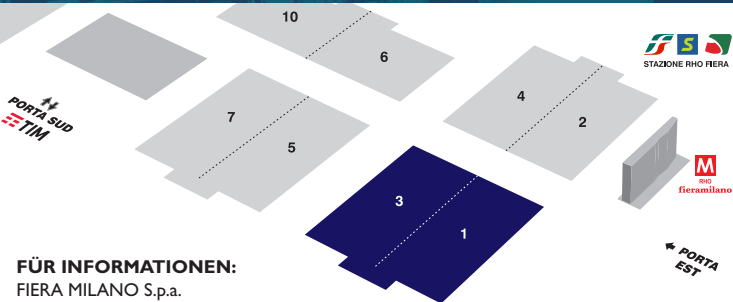 10
6
4
2
7
5
3
1
STAZIONE RHO FIERA
PORTA SUD
TIM
M
RHO
fieramilano
PORTA
EST
FÜR INFORMATIONEN:
FIERA MILANO S.p.a.